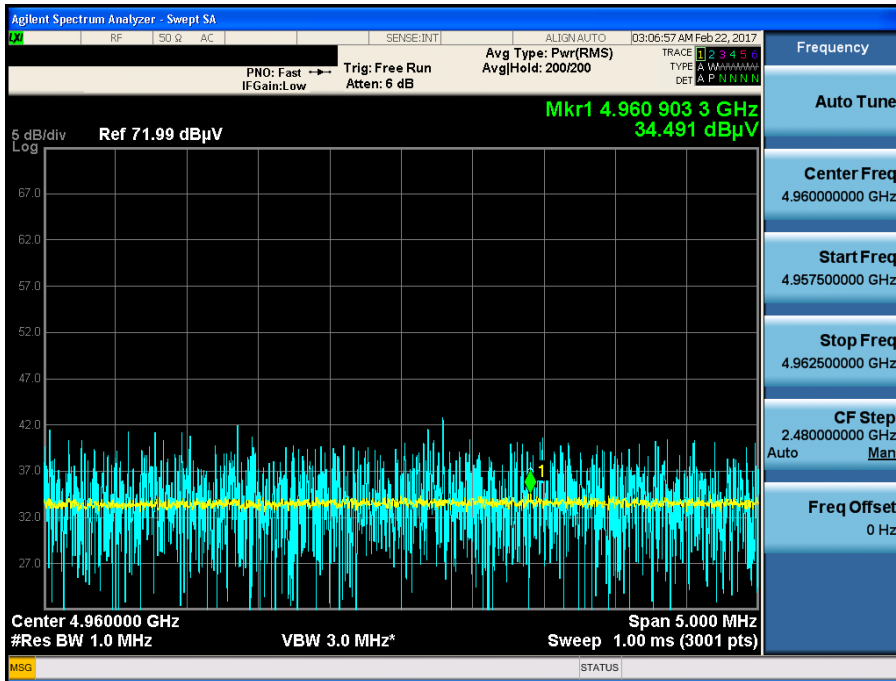 Agilent Spectrum Analyzer - Swept SA
LXI RF 50 Ω AC SENSE:INT ALIGN AUTO 03:06:57 AM Feb 22, 2017
PNO: Fast Trig: Free Run Avg Type: Pwr(RMS) TRACE 1 2 3 4 5 6
IFGain:Low Atten: 6 dB Avg|Hold: 200/200 TYPE A W
DET A P N N N N
Mkr1 4.960 903 3 GHz
34.491 dBµV
5 dB/div Ref 71.99 dBµV
Log
67.0
62.0
57.0
52.0
47.0
42.0
37.0
32.0
27.0
1
Center 4.960000 GHz Span 5.000 MHz
#Res BW 1.0 MHz VBW 3.0 MHz* Sweep 1.00 ms (3001 pts)
MSG STATUS
Frequency
Auto Tune
Center Freq
4.960000000 GHz
Start Freq
4.957500000 GHz
Stop Freq
4.962500000 GHz
CF Step
2.480000000 GHz
Auto Man
Freq Offset
0 Hz